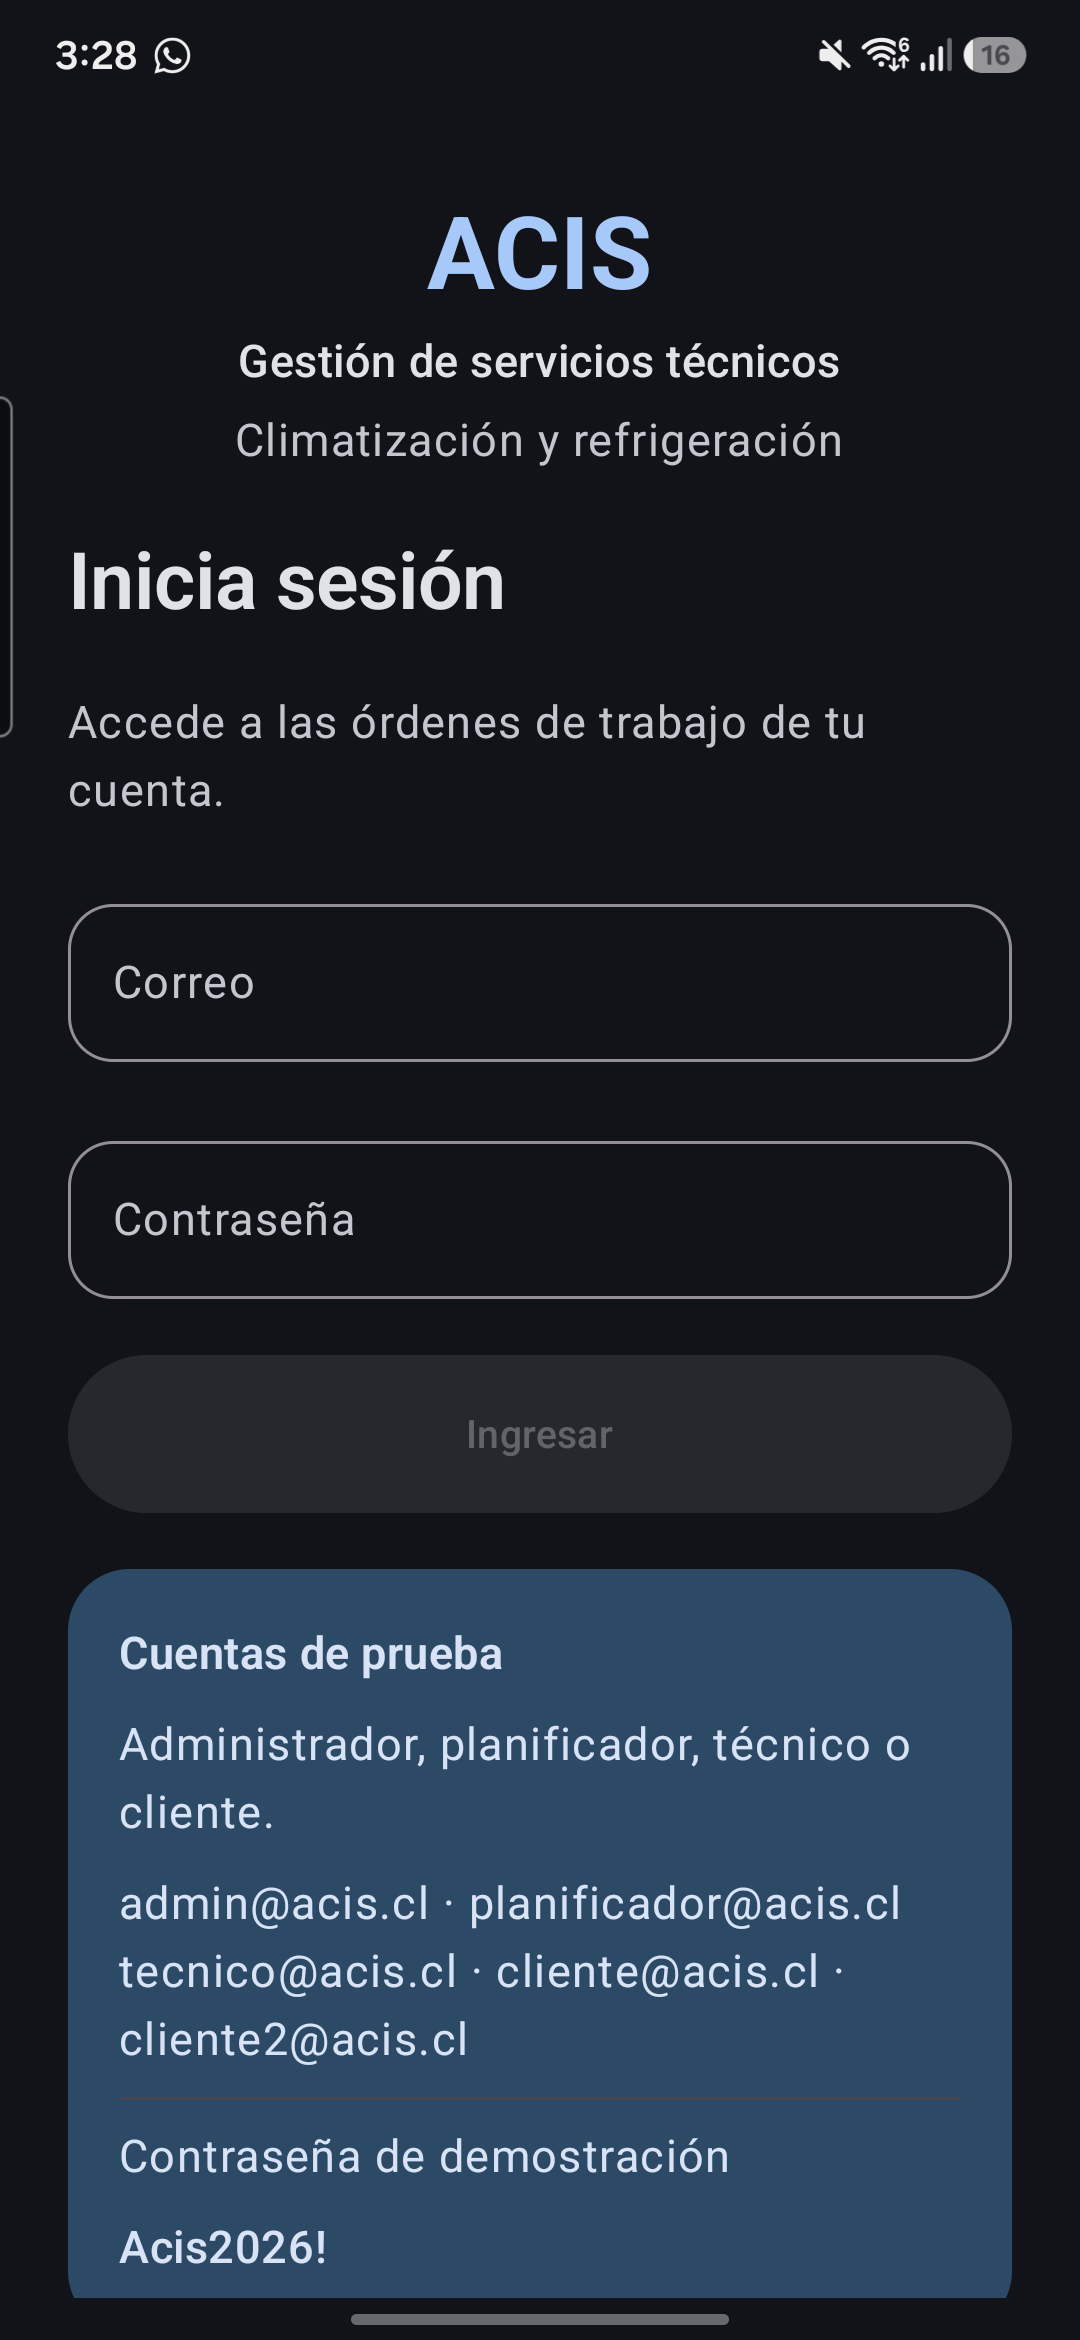 3:28
6
16
ACIS
Gestión de servicios técnicos
Climatización y refrigeración
Inicia sesión
Accede a las órdenes de trabajo de tu
cuenta.
Correo
Contraseña
Ingresar
Cuentas de prueba
Administrador, planificador, técnico o
cliente.
admin@acis.cl · planificador@acis.cl
tecnico@acis.cl · cliente@acis.cl ·
cliente2@acis.cl
Contraseña de demostración
Acis2026!